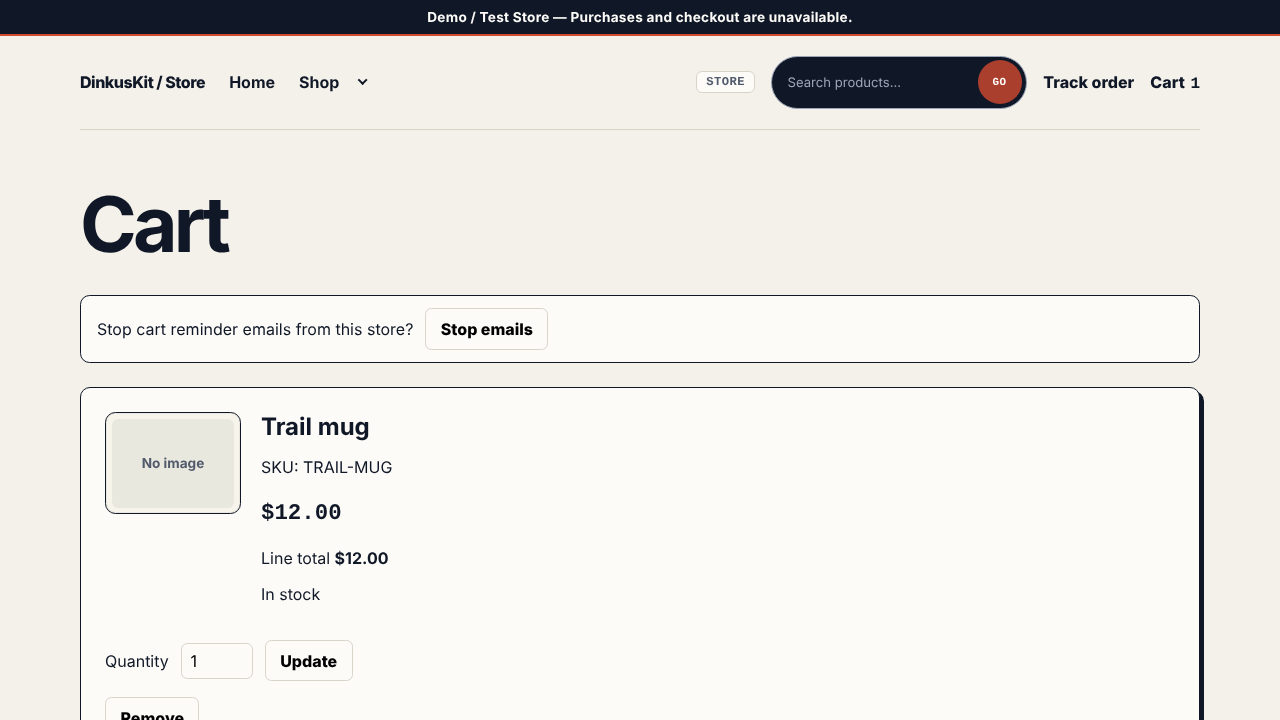 Demo / Test Store — Purchases and checkout are unavailable.
DinkusKit / Store Home Shop STORE Search products... GO Track order Cart 1
Cart
Stop cart reminder emails from this store? Stop emails
No image
Trail mug
SKU: TRAIL-MUG
$12.00
Line total $12.00
In stock
Quantity 1 Update
Remove